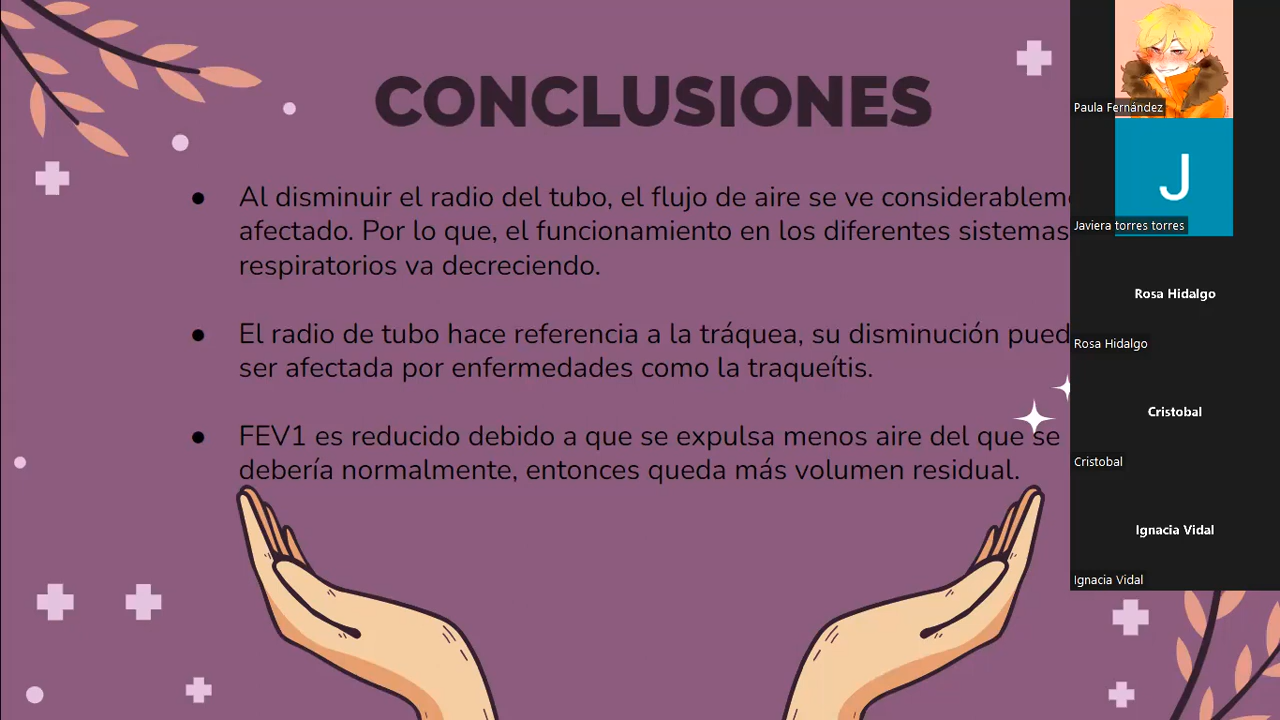 CONCLUSIONES
● Al disminuir el radio del tubo, el flujo de aire se ve considerableme
afectado. Por lo que, el funcionamiento en los diferentes sistemas
respiratorios va decreciendo.
● El radio de tubo hace referencia a la tráquea, su disminución pued
ser afectada por enfermedades como la traqueítis.
● FEV1 es reducido debido a que se expulsa menos aire del que se
debería normalmente, entonces queda más volumen residual.
Paula Fernández
J
Javiera torres torres
Rosa Hidalgo
Rosa Hidalgo
Cristobal
Cristobal
Ignacia Vidal
Ignacia Vidal